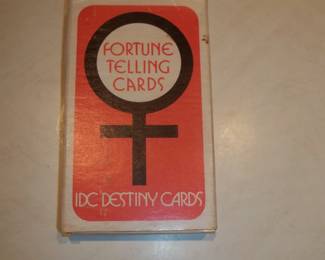 FORTUNE
TELLING
CARDS
IDC DESTINY CARDS